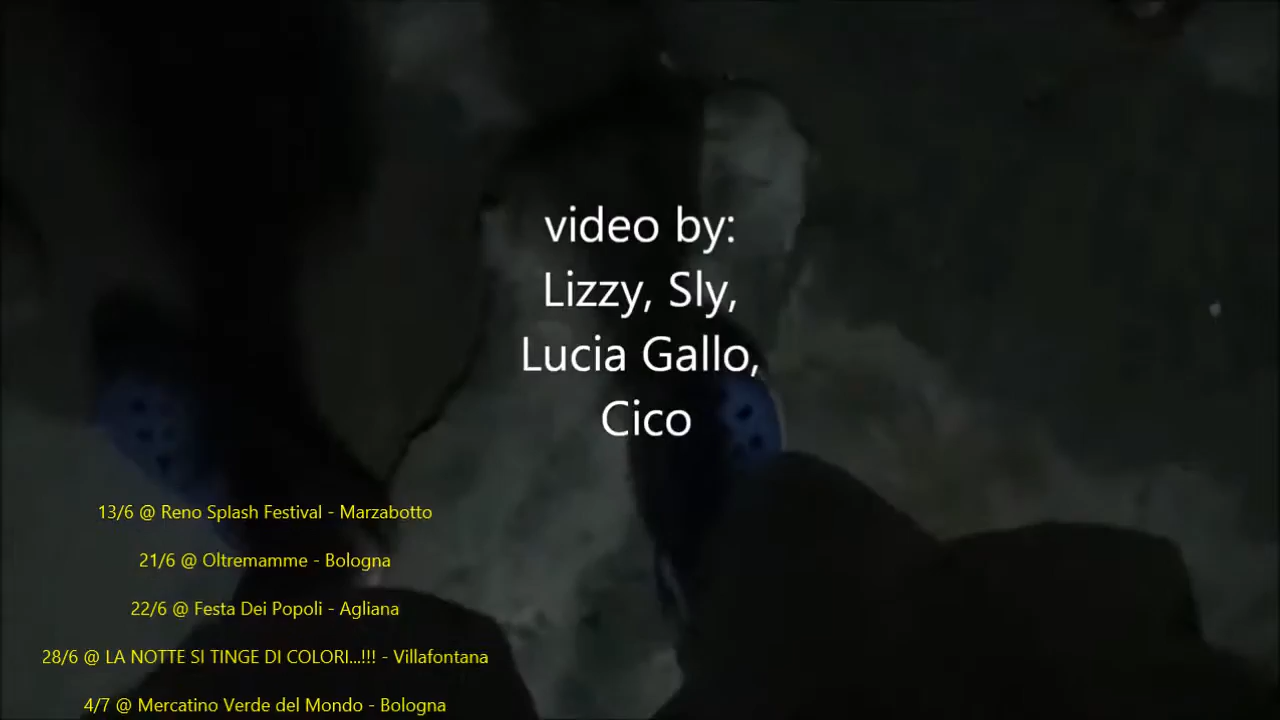 video by:
Lizzy, Sly,
Lucia Gallo,
Cico
13/6 @ Reno Splash Festival - Marzabotto
21/6 @ Oltremamme - Bologna
22/6 @ Festa Dei Popoli - Agliana
28/6 @ LA NOTTE SI TINGE DI COLORI...!!! - Villafontana
4/7 @ Mercatino Verde del Mondo - Bologna